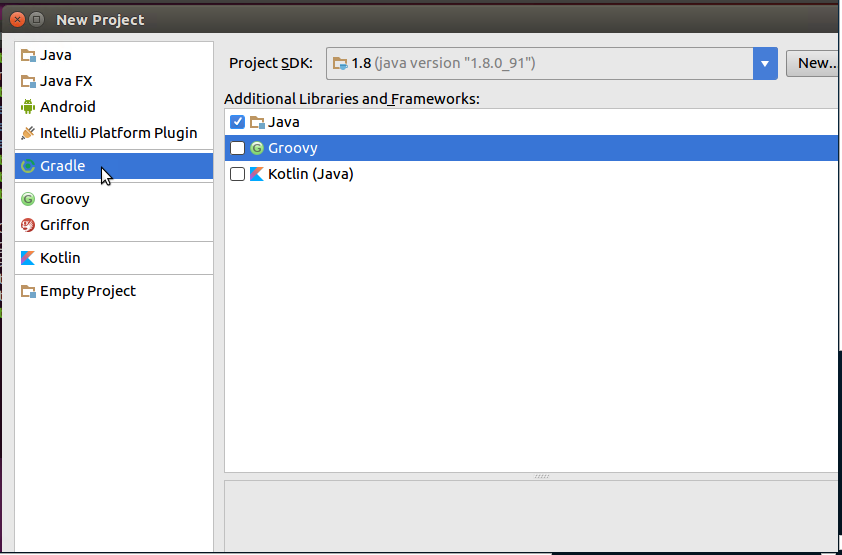 New Project
Java
Java FX
Android
IntelliJ Platform Plugin
Gradle
Groovy
Griffon
Kotlin
Empty Project
Project SDK: 1.8 (java version "1.8.0_91") New..
Additional Libraries and Frameworks:
Java
Groovy
Kotlin (Java)